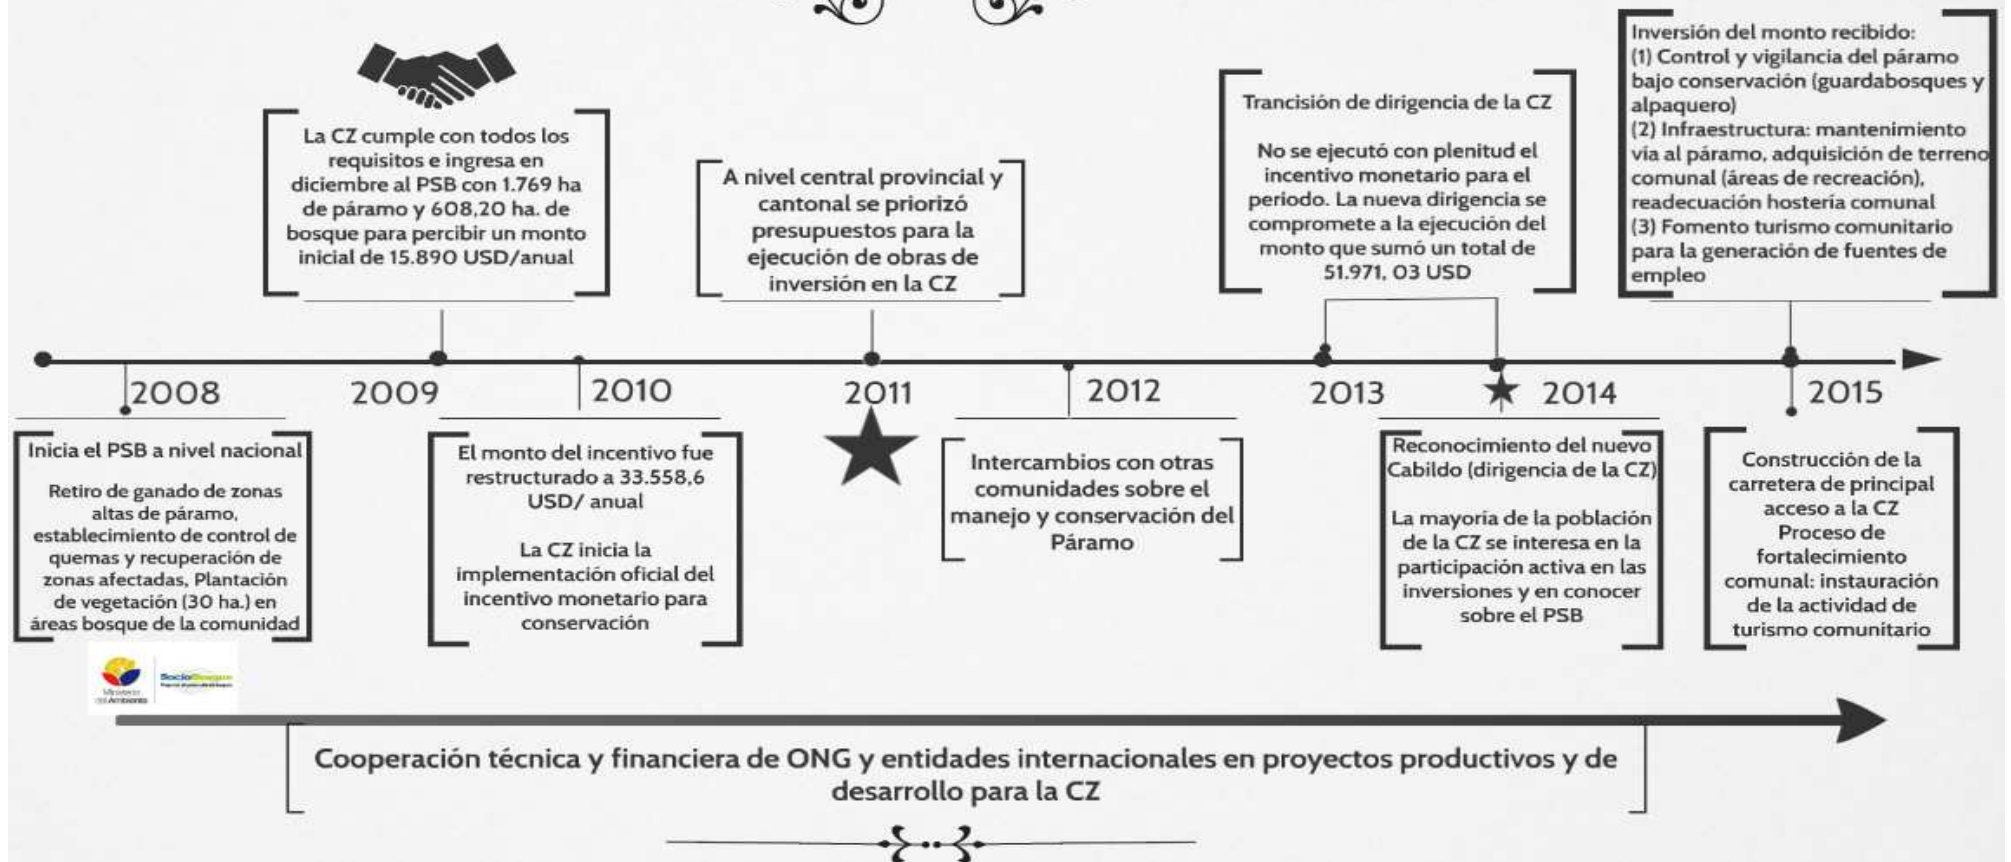 La CZ cumple con todos los
requisitos e ingresa en
diciembre al PSB con 1.769 ha
de páramo y 608,20 ha. de
bosque para percibir un monto
inicial de 15.890 USD/anual
A nivel central provincial y
cantonal se priorizó
presupuestos para la
ejecución de obras de
inversión en la CZ
Trancisión de dirigencia de la CZ
No se ejecutó con plenitud el
incentivo monetario para el
periodo. La nueva dirigencia se
compromete a la ejecución del
monto que sumó un total de
51.971, 03 USD
Inversión del monto recibido:
(1) Control y vigilancia del páramo
bajo conservación (guardabosques y
alpaquero)
(2) Infraestructura: mantenimiento
vía al páramo, adquisición de terreno
comunal (áreas de recreación),
readecuación hostería comunal
(3) Fomento turismo comunitario
para la generación de fuentes de
empleo
2008
2009
2010
2011
2012
2013
2014
2015
Inicia el PSB a nivel nacional
Retiro de ganado de zonas
altas de páramo,
establecimiento de control de
quemas y recuperación de
zonas afectadas, Plantación
de vegetación (30 ha.) en
áreas bosque de la comunidad
El monto del incentivo fue
restructurado a 33.558,6
USD/ anual
La CZ inicia la
implementación oficial del
incentivo monetario para
conservación
Intercambios con otras
comunidades sobre el
manejo y conservación del
Páramo
Reconocimiento del nuevo
Cabildo (dirigencia de la CZ)
La mayoría de la población
de la CZ se interesa en la
participación activa en las
inversiones y en conocer
sobre el PSB
Construcción de la
carretera de principal
acceso a la CZ
Proceso de
fortalecimiento
comunal: instauración
de la actividad de
turismo comunitario
Ministerio
del Ambiente
SocioBosque
Cooperación técnica y financiera de ONG y entidades internacionales en proyectos productivos y de
desarrollo para la CZ